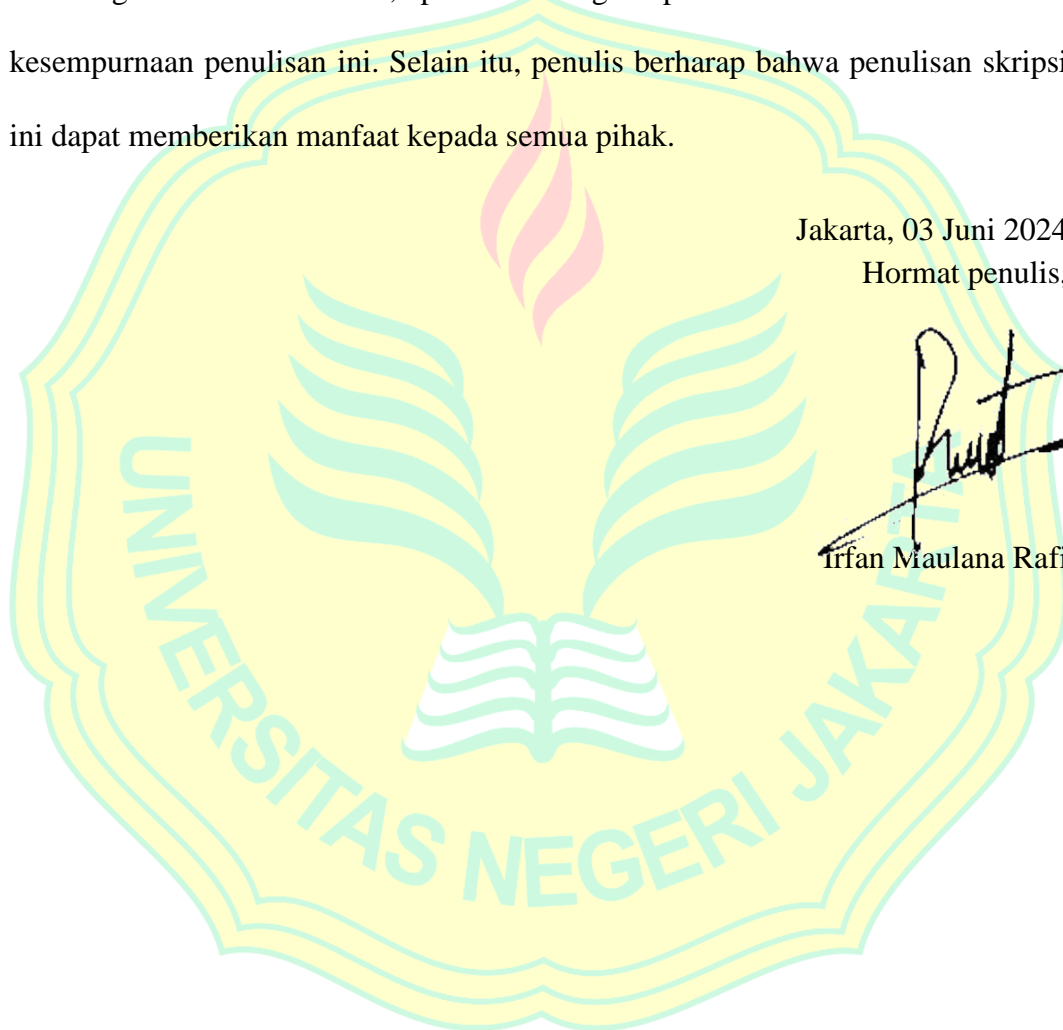 kesempurnaan penulisan ini. Selain itu, penulis berharap bahwa penulisan skripsi
ini dapat memberikan manfaat kepada semua pihak.
Jakarta, 03 Juni 2024
Hormat penulis,
Irfan Maulana Rafi
UNIVERSITAS NEGERI JAKARTA